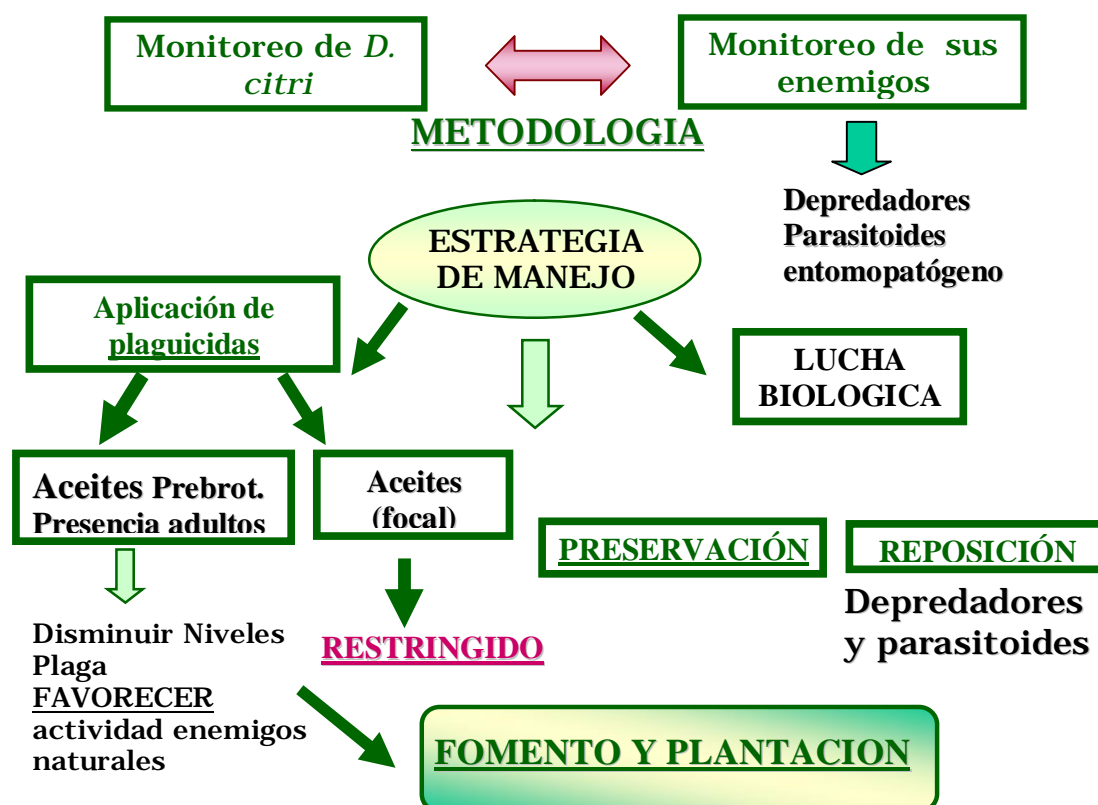 Monitoreo de D.
citri
Monitoreo de sus
enemigos
METODOLOGIA
Depredadores
Parasitoides
entomopatógeno
ESTRATEGIA
DE MANEJO
Aplicación de
plaguicidas
LUCHA
BIOLOGICA
Aceites Prebrot.
Presencia adultos
Aceites
(focal)
PRESERVACIÓN
REPOSICIÓN
Depredadores
y parasitoides
Disminuir Niveles
Plaga
FAVORECER
actividad enemigos
naturales
RESTRINGIDO
FOMENTO Y PLANTACION